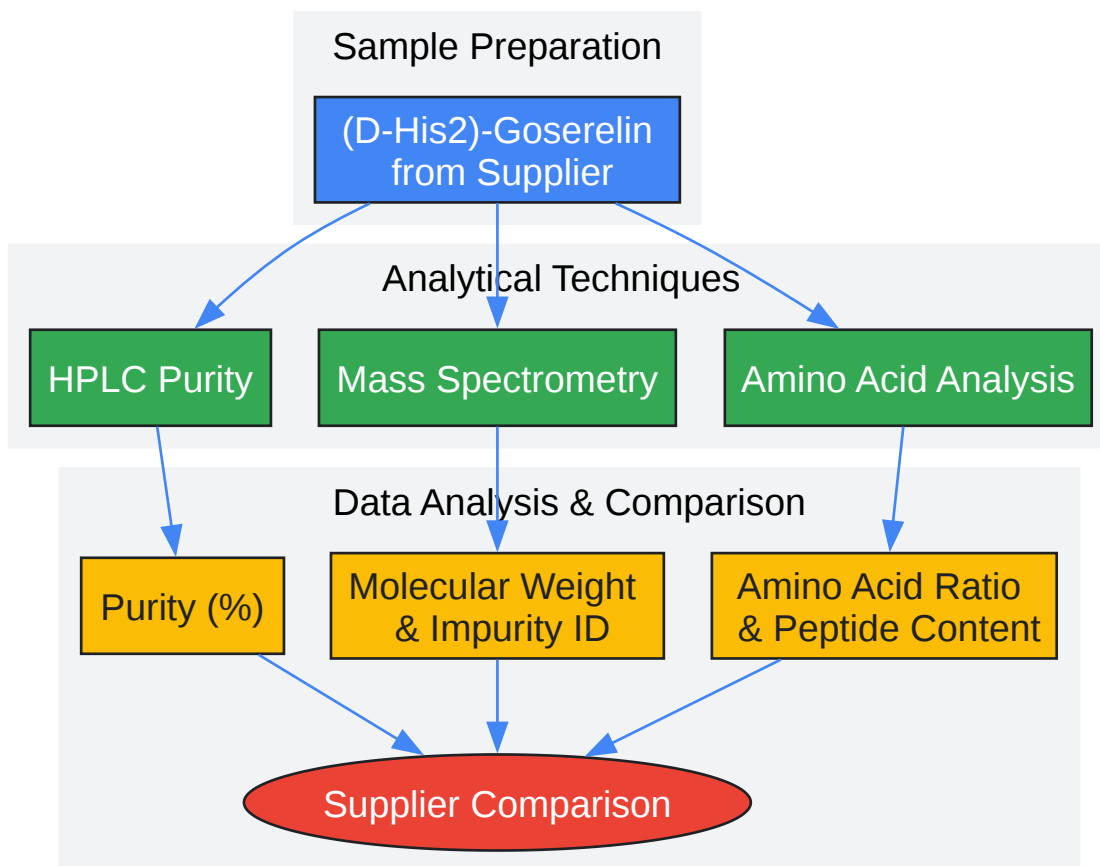 Sample Preparation
(D-His2)-Goserelin
from Supplier
Analytical Techniques
HPLC Purity
Mass Spectrometry
Amino Acid Analysis
Data Analysis & Comparison
Purity (%)
Molecular Weight
& Impurity ID
Amino Acid Ratio
& Peptide Content
Supplier Comparison